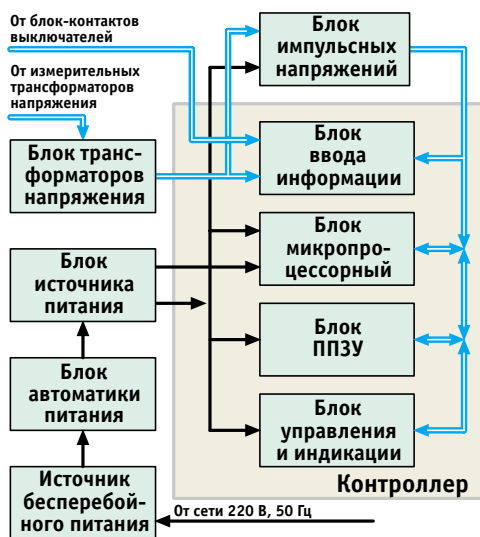 От блок-контактов
выключателей
От измерительных
трансформаторов
напряжения
Блок
импульсных
напряжений
Блок транс-
форматоров
напряжения
Блок
ввода
информации
Блок
источника
питания
Блок
микропро-
цессорный
Блок
ППЗУ
Блок
автоматики
питания
Блок
управления
и индикации
Источник
бесперебой-
ного питания
Контроллер
От сети 220 В, 50 Гц